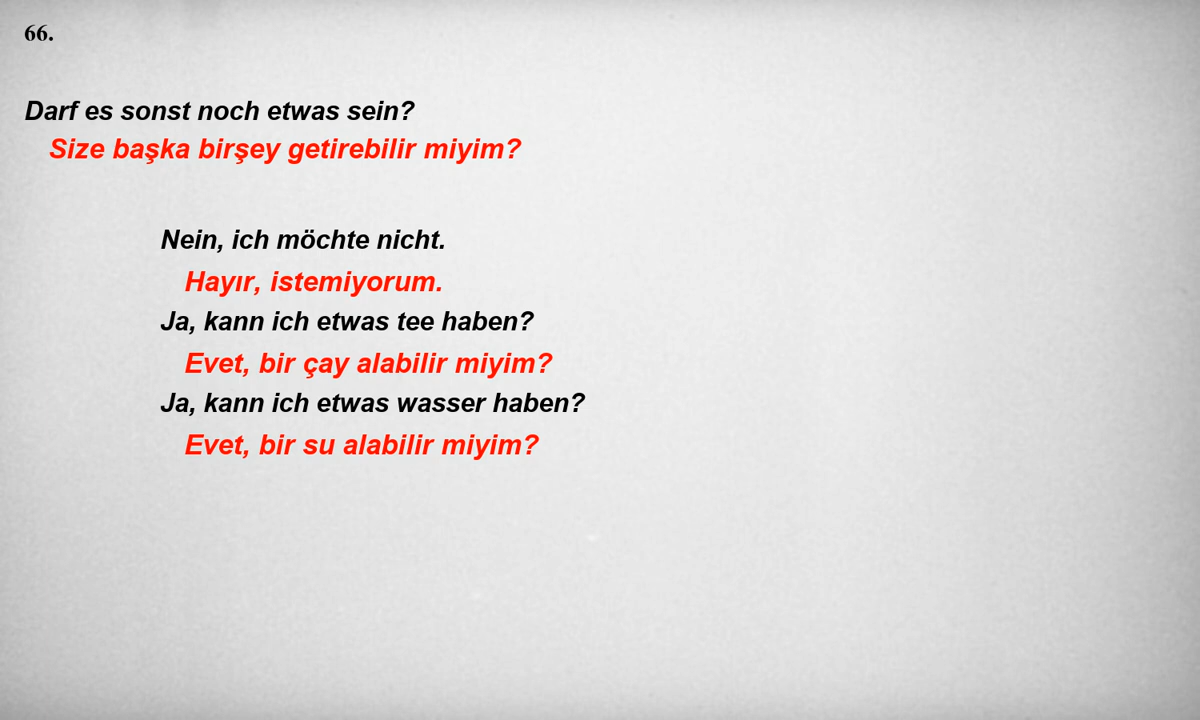 66.
Darf es sonst noch etwas sein?
Size başka birşey getirebilir miyim?
Nein, ich möchte nicht.
Hayır, istemiyorum.
Ja, kann ich etwas tee haben?
Evet, bir çay alabilir miyim?
Ja, kann ich etwas wasser haben?
Evet, bir su alabilir miyim?